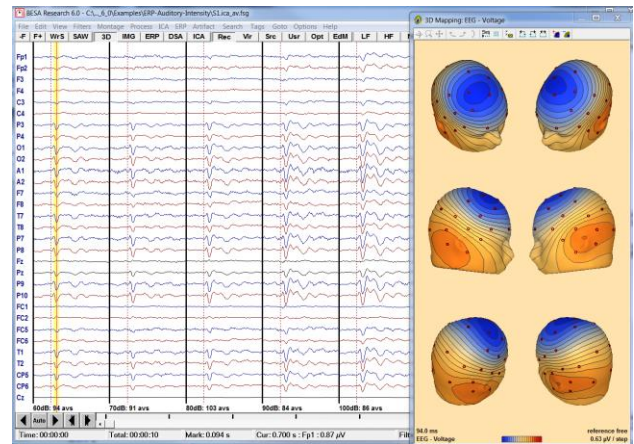 BESA Research 6.0 - C:\..._6_0\Examples\ERP-Auditory-Intensity\S1.ica_av.fsg
File Edit View Filters Montage Process ICA ERP Artifact Search Tags Goto Options Help
-F F+ WrS SAW 3D IMG ERP DSA ICA Rec Vir Src Usr Opt EdM LF HF
Fp1
Fp2
F3
F4
C3
C4
P3
P4
O1
O2
A1
A2
F7
F8
T7
T8
P7
P8
Fz
Pz
P9
P10
FC1
FC2
FC5
FC6
T1
T2
CP5
CP6
Cz
60dB: 94 avs 70dB: 91 avs 80dB: 103 avs 90dB: 84 avs 100dB: 86 avs
Auto
Time: 00:00:00 Total: 00:00:10 Mark: 0.094 s Cur: 0.700 s : Fp1 : 0.87 µV Filt
3D Mapping: EEG - Voltage
94.0 ms reference free
EEG - Voltage 0.63 µV / step